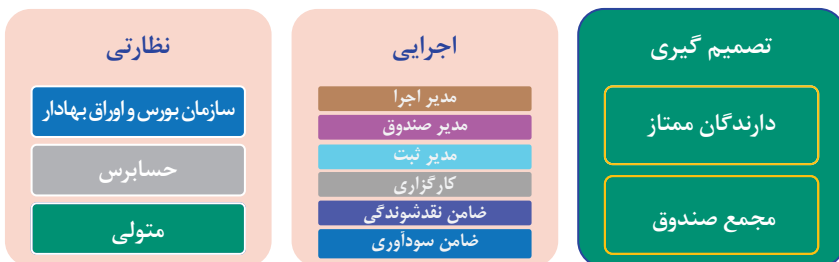 تصمیم گیری
دارندگان ممتاز
مجمع صندوق
اجرایی
مدیر اجرا
مدیر صندوق
مدیر ثبت
کارگزاری
ضامن نقدشوندگی
ضامن سودآوری
نظارتی
سازمان بورس و اوراق بهادار
حسابرس
متولی